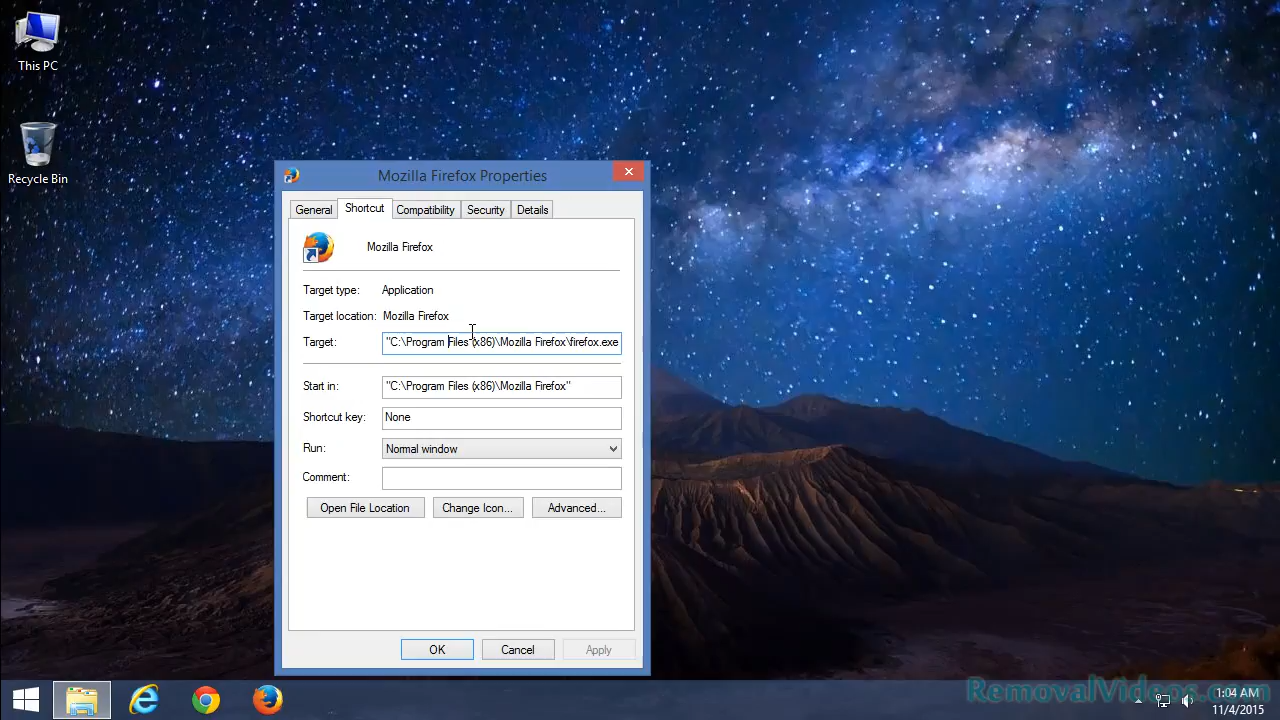 This PC
Recycle Bin
Mozilla Firefox Properties
General Shortcut Compatibility Security Details
Mozilla Firefox
Target type: Application
Target location: Mozilla Firefox
Target: "C:\Program Files (x86)\Mozilla Firefox\firefox.exe
Start in: "C:\Program Files (x86)\Mozilla Firefox"
Shortcut key: None
Run: Normal window
Comment:
Open File Location Change Icon... Advanced...
OK Cancel Apply
RemovalVideos.com
1:04 AM
11/4/2015